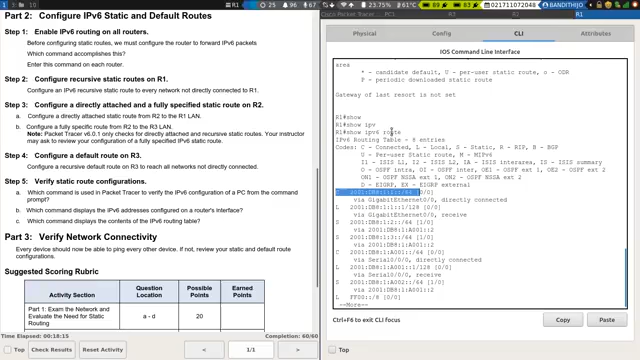 R1
25
96
67
23.75%
61°C
83
021711072048
BANDITHIJO
Cisco Packet Tracer
PC1
R1
Part 2: Configure IPv6 Static and Default Routes
Step 1: Enable IPv6 routing on all routers.
Before configuring static routes, we must configure the router to forward IPv6 packets
Which command accomplishes this?
Enter this command on each router.
Step 2: Configure recursive static routes on R1.
Configure an IPv6 recursive static route to every network not directly connected to R1.
Step 3: Configure a directly attached and a fully specified static route on R2.
a. Configure a directly attached static route from R2 to the R1 LAN.
b. Configure a fully specific route from R2 to the R3 LAN.
Note: Packet Tracer v6.0.1 only checks for directly attached and recursive static routes. Your instructor
may ask to review your configuration of a fully specified static route.
Step 4: Configure a default route on R3.
Configure a recursive default route on R3 to reach all networks not directly connected.
Step 5: Verify static route configurations.
a. Which command is used in Packet Tracer to verify the IPv6 configuration of a PC from the command
prompt?
b. Which command displays the IPv6 addresses configured on a router's interface?
c. Which command displays the contents of the IPv6 routing table?
Part 3: Verify Network Connectivity
Every device should now be able to ping every other device. If not, review your static and default route
configurations.
Suggested Scoring Rubric
Activity Section
Question Location
Possible Points
Earned Points
Part 1: Exam the Network and Evaluate the Need for Static Routing
a - d
20
Time Elapsed: 00:18:15
Completion: 60/60
Top
Check Results
Reset Activity
<
1/1
>
Physical
Config
CLI
Attributes
IOS Command Line Interface
area
* - candidate default, U - per-user static route, o - ODR
P - periodic downloaded static route
Gateway of last resort is not set
R1#show
R1#show ipv
R1#show ipv6 route
IPv6 Routing Table - 8 entries
Codes: C - Connected, L - Local, S - Static, R - RIP, B - BGP
U - Per-user Static route, M - MIPv6
I1 - ISIS L1, I2 - ISIS L2, IA - ISIS interarea, IS - ISIS summary
O - OSPF intra, OI - OSPF inter, OE1 - OSPF ext 1, OE2 - OSPF ext 2
ON1 - OSPF NSSA ext 1, ON2 - OSPF NSSA ext 2
D - EIGRP, EX - EIGRP external
C 2001:DB8:1:1::/64 [0/0]
via GigabitEthernet0/0, directly connected
L 2001:DB8:1:1::1/128 [0/0]
via GigabitEthernet0/0, receive
S 2001:DB8:1:2::/64 [1/0]
via 2001:DB8:1:A001::2
S 2001:DB8:1:3::/64 [1/0]
via 2001:DB8:1:A001::2
C 2001:DB8:1:A001::/64 [0/0]
via Serial0/0/0, directly connected
L 2001:DB8:1:A001::1/128 [0/0]
via Serial0/0/0, receive
S 2001:DB8:1:A002::/64 [1/0]
via 2001:DB8:1:A001::2
L FF00::/8 [0/0]
--More--
Ctrl+F6 to exit CLI focus
Copy
Paste
Top